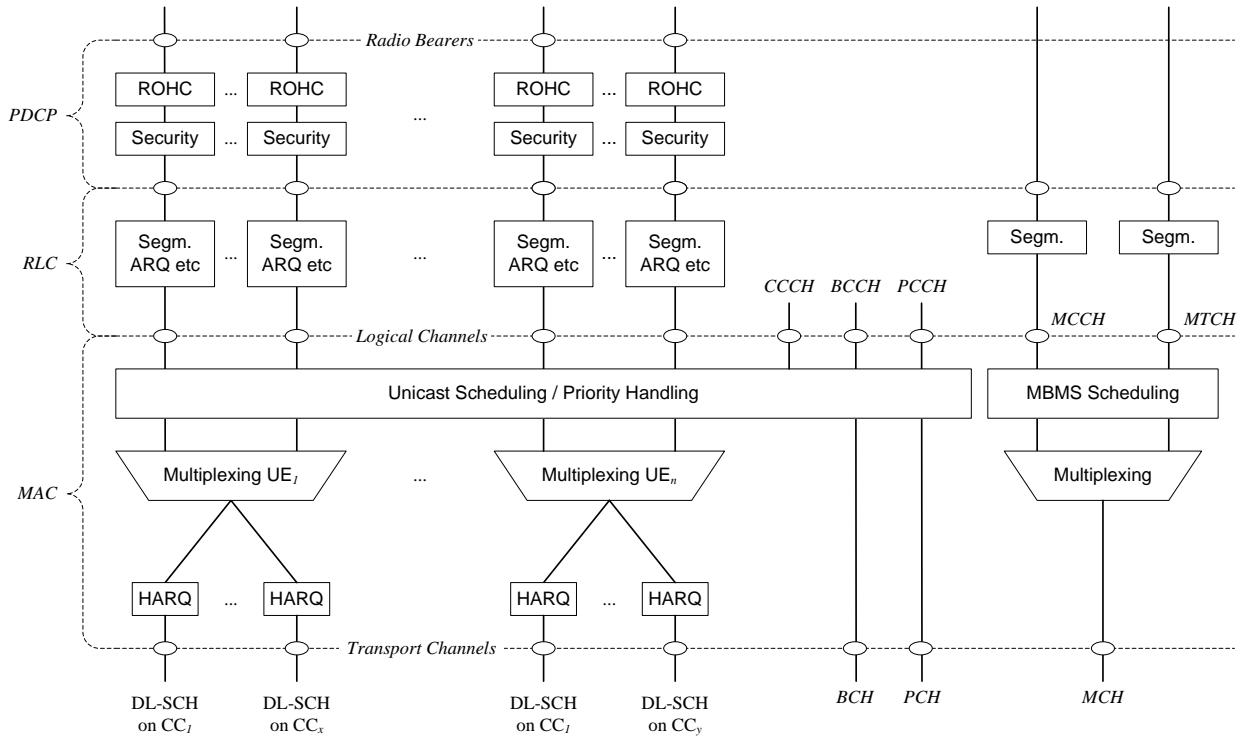 Radio Bearers
ROHC ... ROHC ROHC ... ROHC
PDCP ...
Security ... Security Security ... Security
Segm. Segm.
Segm. ARQ etc ... Segm. ARQ etc ... Segm. ARQ etc ... Segm. ARQ etc
RLC
CCCH BCCH PCCH
MCCH MTCH
Logical Channels
Unicast Scheduling / Priority Handling MBMS Scheduling
Multiplexing UE1 ... Multiplexing UEn Multiplexing
MAC
HARQ ... HARQ HARQ ... HARQ
Transport Channels
DL-SCH DL-SCH DL-SCH DL-SCH BCH PCH MCH
on CC1 on CCx on CC1 on CCy